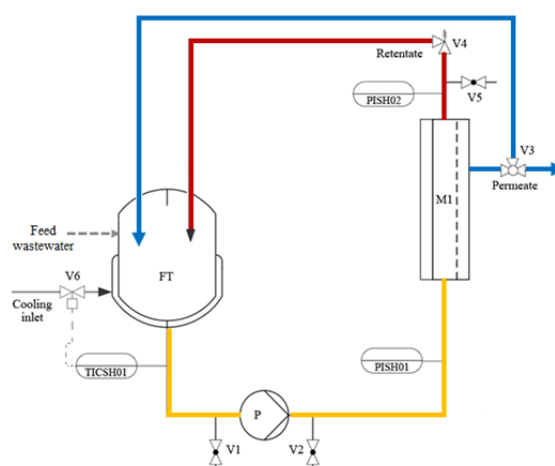 V4
Retentate
PISH02
V5
V3
Permeate
M1
Feed
wastewater
FT
V6
Cooling
inlet
TICSH01
PISH01
P
V1
V2